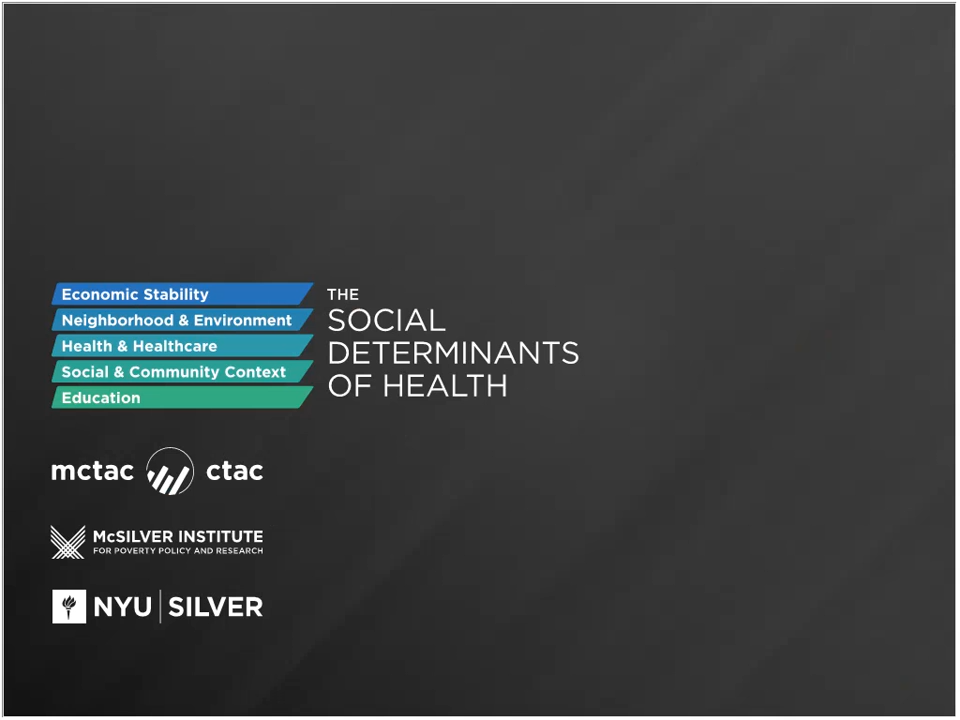 Economic Stability
Neighborhood & Environment
Health & Healthcare
Social & Community Context
Education
THE
SOCIAL
DETERMINANTS
OF HEALTH
mctac ctac
McSILVER INSTITUTE
FOR POVERTY POLICY AND RESEARCH
NYU SILVER